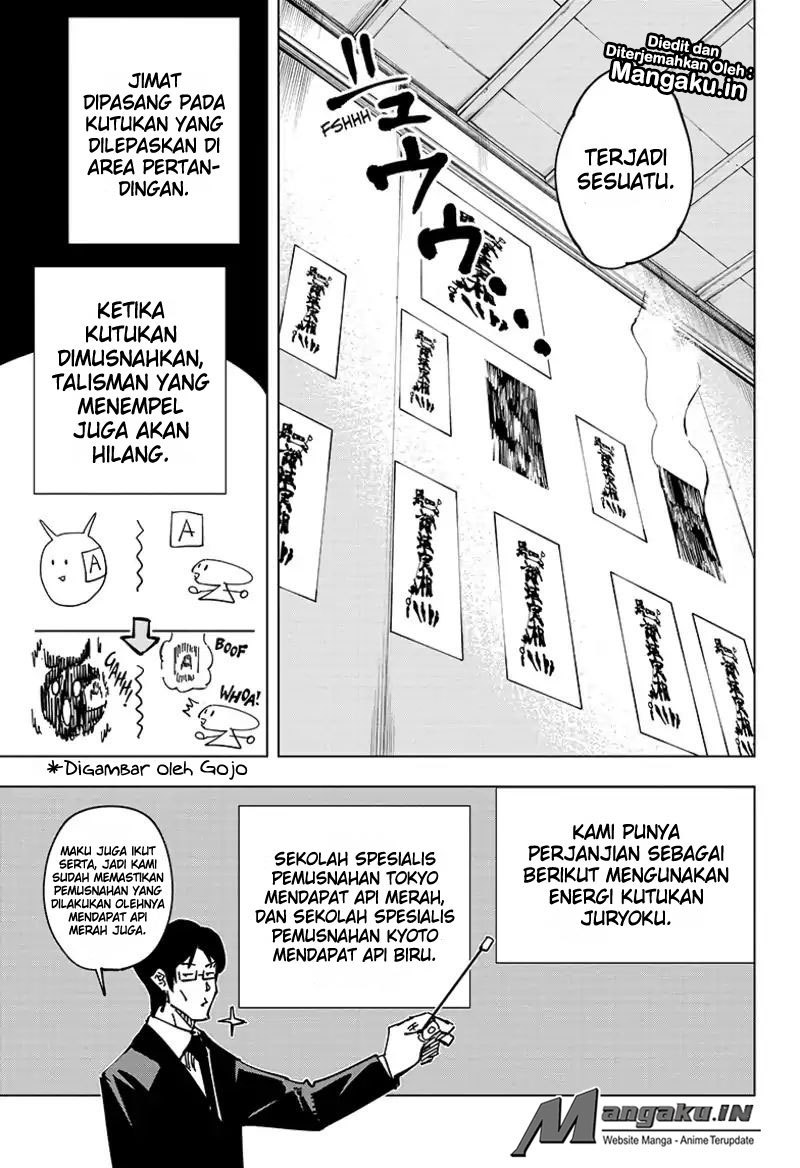 Diedit dan
Diterjemahkan Oleh :
Mangaku.in
TERJADI
SESUATU.
ニュウウ
FSHHH
JIMAT
DIPASANG PADA
KUTUKAN YANG
DILEPASKAN DI
AREA PERTAN-
DINGAN.
KETIKA
KUTUKAN
DIMUSNAHKAN,
TALISMAN YANG
MENEMPEL
JUGA AKAN
HILANG.
A
A
GAHH!
A
BOOF
WHOA!
*Digambar oleh Gojo
KAMI PUNYA
PERJANJIAN SEBAGAI
BERIKUT MENGUNAKAN
ENERGI KUTUKAN
JURYOKU.
SEKOLAH SPESIALIS
PEMUSNAHAN TOKYO
MENDAPAT API MERAH,
DAN SEKOLAH SPESIALIS
PEMUSNAHAN KYOTO
MENDAPAT API BIRU.
MAKU JUGA IKUT
SERTA, JADI KAMI
SUDAH MEMASTIKAN
PEMUSNAHAN YANG
DILAKUKAN OLEHNYA
MENDAPAT API
MERAH JUGA.
Mangaku.iN
Website Manga - Anime Terupdate